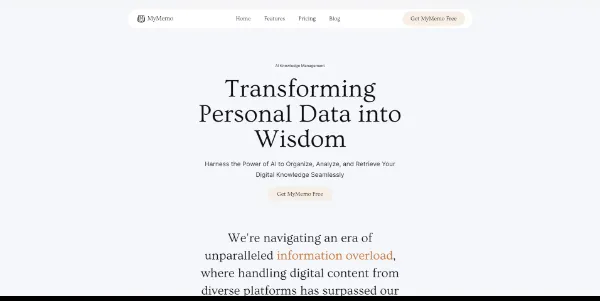 MyMemo
Home Features Pricing Blog
Get MyMemo Free
AI Knowledge Management
Transforming
Personal Data into
Wisdom
Harness the Power of AI to Organize, Analyze, and Retrieve Your
Digital Knowledge Seamlessly
Get MyMemo Free
We're navigating an era of
unparalleled information overload,
where handling digital content from
diverse platforms has surpassed our